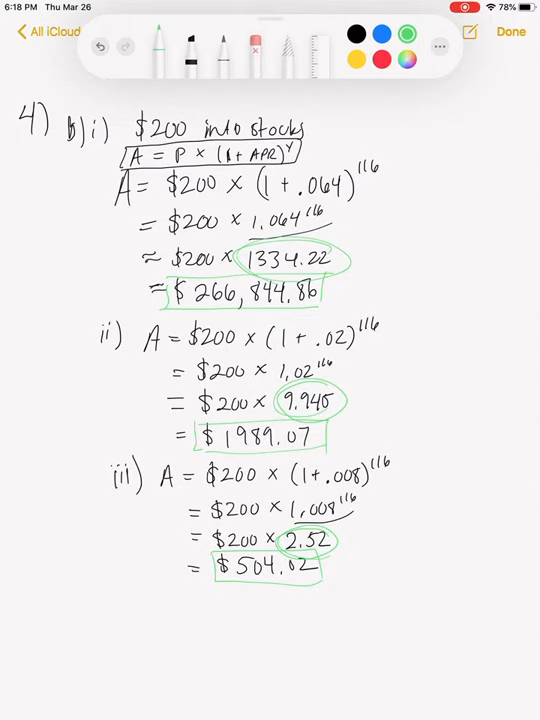 6:18 PM Thu Mar 26 78%
All iCloud Done
4) b) i) $200 into stocks
A = P × (1 + APR)^Y
A = $200 × (1 + .064)^116
= $200 × 1.064^116
≈ $200 × 1334.22
≈ $266,844.86
ii) A = $200 × (1 + .02)^116
= $200 × 1.02^116
= $200 × 9.945
= $1989.07
iii) A = $200 × (1+.008)^116
= $200 × 1.008^116
= $200 × 2.52
= $504.02